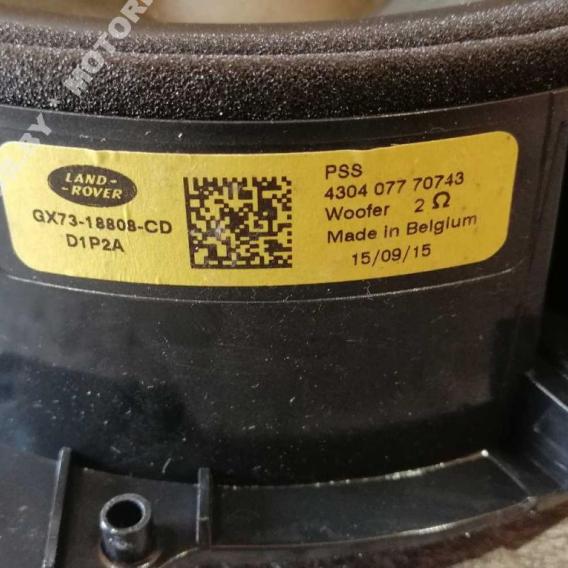 LAND-
-ROVER
GX73-18808-CD
D1P2A
PSS
4304 077 70743
Woofer 2 Ω
Made in Belgium
15/09/15